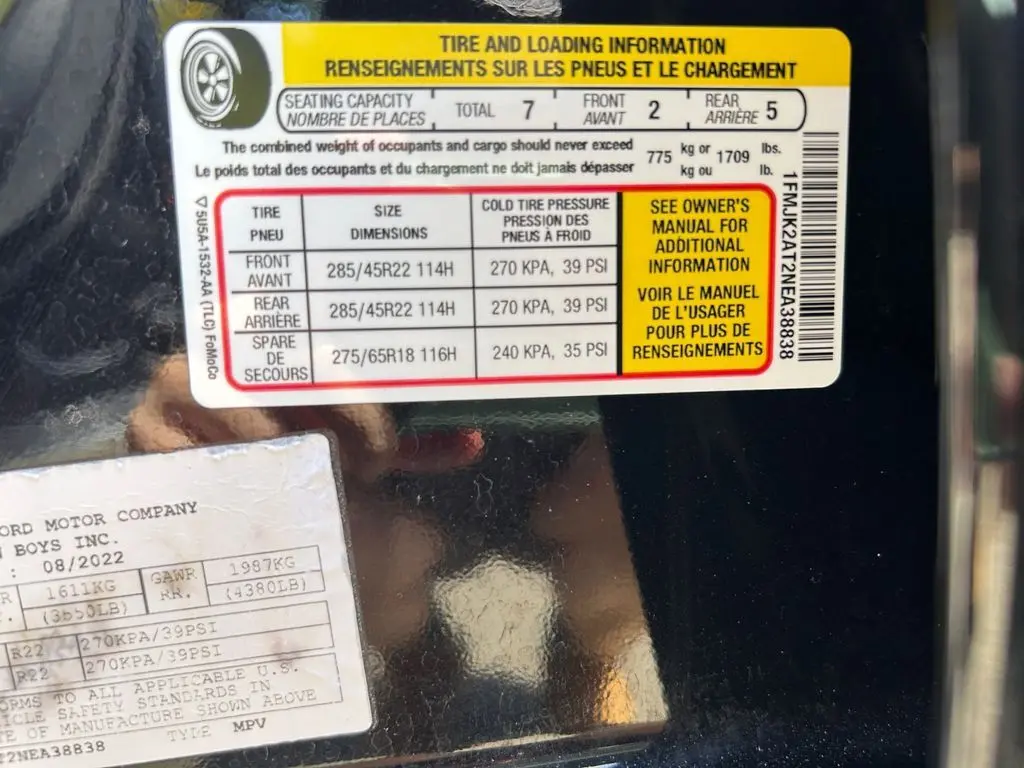 TIRE AND LOADING INFORMATION
RENSEIGNEMENTS SUR LES PNEUS ET LE CHARGEMENT
SEATING CAPACITY TOTAL 7 FRONT 2 REAR 5
NOMBRE DE PLACES AVANT ARRIÈRE
The combined weight of occupants and cargo should never exceed 775 kg or 1709 lbs.
Le poids total des occupants et du chargement ne doit jamais dépasser kg ou lb.
TIRE SIZE COLD TIRE PRESSURE
PNEU DIMENSIONS PRESSION DES
PNEUS À FROID
FRONT 285/45R22 114H 270 KPA, 39 PSI
AVANT
REAR 285/45R22 114H 270 KPA, 39 PSI
ARRIÈRE
SPARE 275/65R18 116H 240 KPA, 35 PSI
DE
SECOURS
SEE OWNER'S
MANUAL FOR
ADDITIONAL
INFORMATION
VOIR LE MANUEL
DE L'USAGER
POUR PLUS DE
RENSEIGNEMENTS
1FMJK2AT2NEA38838
5U5A-1532-AA (TLC) FoMoCo
ORD MOTOR COMPANY
N BOYS INC.
: 08/2022
R 1611KG GAWR 1987KG
(3650LB) RR. (4380LB)
R22 270KPA/39PSI
R22 270KPA/39PSI
ORMS TO ALL APPLICABLE U.S.
ICLE SAFETY STANDARDS IN
TE OF MANUFACTURE SHOWN ABOVE
T2NEA38838 TYPE MPV